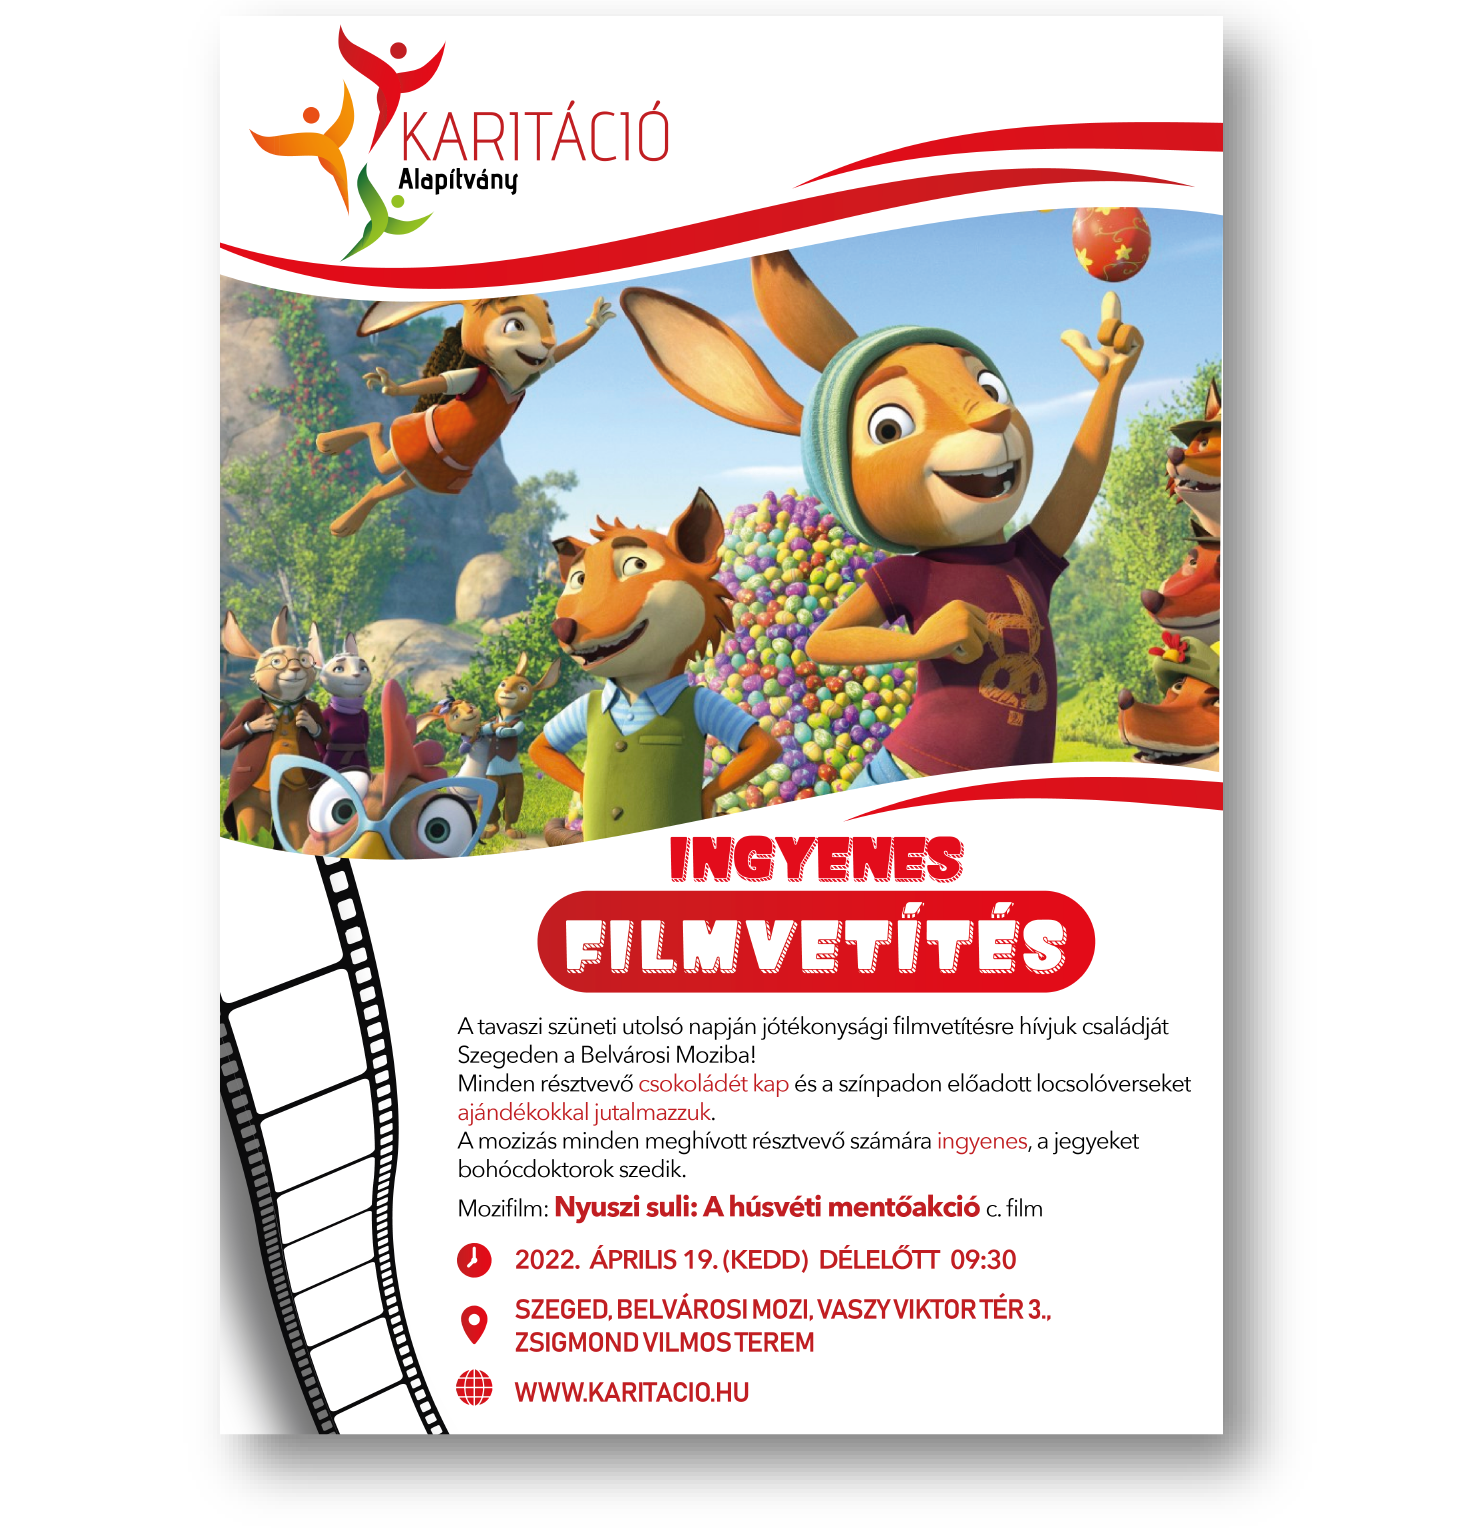 KARITÁCIÓ
Alapítvány
INGYENES
FILMVETÍTÉS
A tavaszi szüneti utolsó napján jótékonysági filmvetítésre hívjuk családját
Szegeden a Belvárosi Moziba!
Minden résztvevő csokoládét kap és a színpadon előadott locsolóverseket
ajándékokkal jutalmazzuk.
A mozizás minden meghívott résztvevő számára ingyenes, a jegyeket
bohócdoktorok szedik.
Mozifilm: Nyuszi suli: A húsvéti mentőakció c. film
2022. ÁPRILIS 19. (KEDD) DÉLELŐTT 09:30
SZEGED, BELVÁROSI MOZI, VASZY VIKTOR TÉR 3.,
ZSIGMOND VILMOS TEREM
WWW.KARITACIO.HU